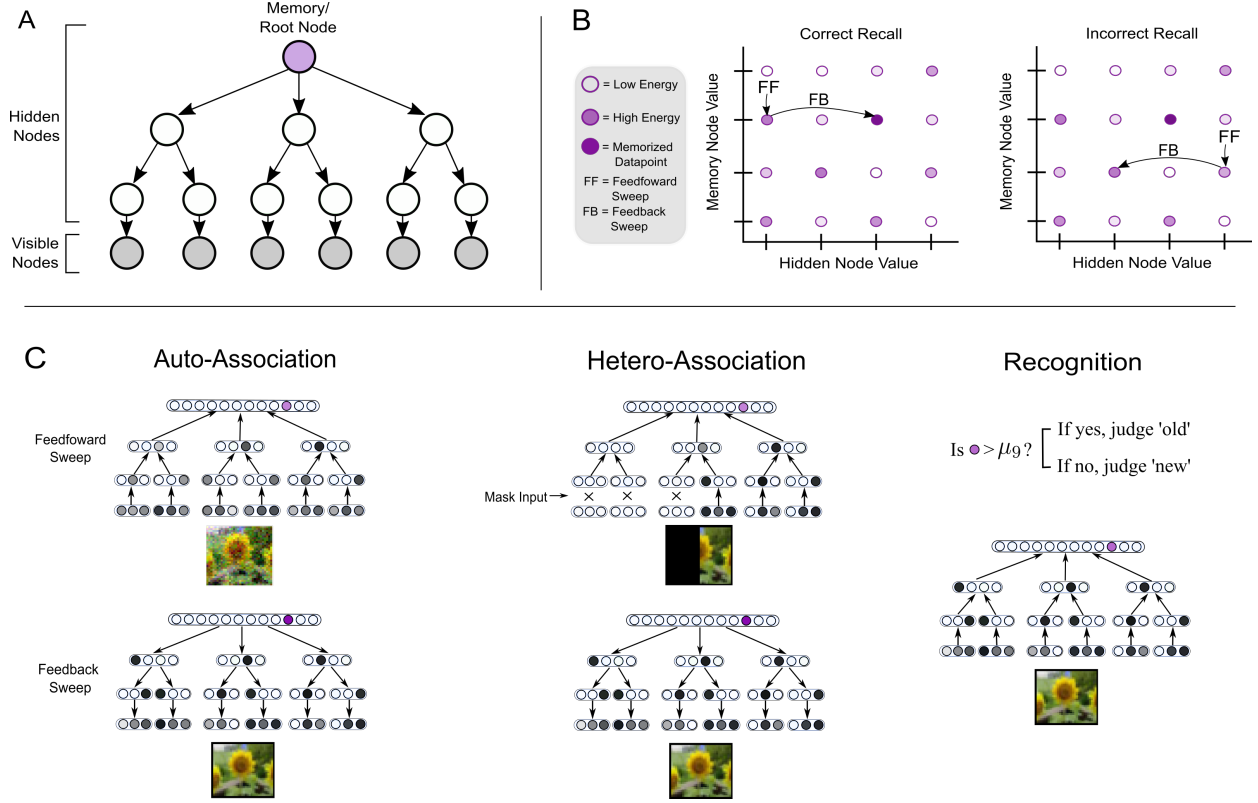 A
Memory/
Root Node
Hidden
Nodes
Visible
Nodes
B
= Low Energy
= High Energy
= Memorized
Datapoint
FF = Feedfoward
Sweep
FB = Feedback
Sweep
Correct Recall
Memory Node Value
FF
FB
Hidden Node Value
Incorrect Recall
Memory Node Value
FF
FB
Hidden Node Value
C
Auto-Association
Feedfoward
Sweep
Feedback
Sweep
Hetero-Association
Mask Input
Recognition
Is > μ9?
If yes, judge 'old'
If no, judge 'new'